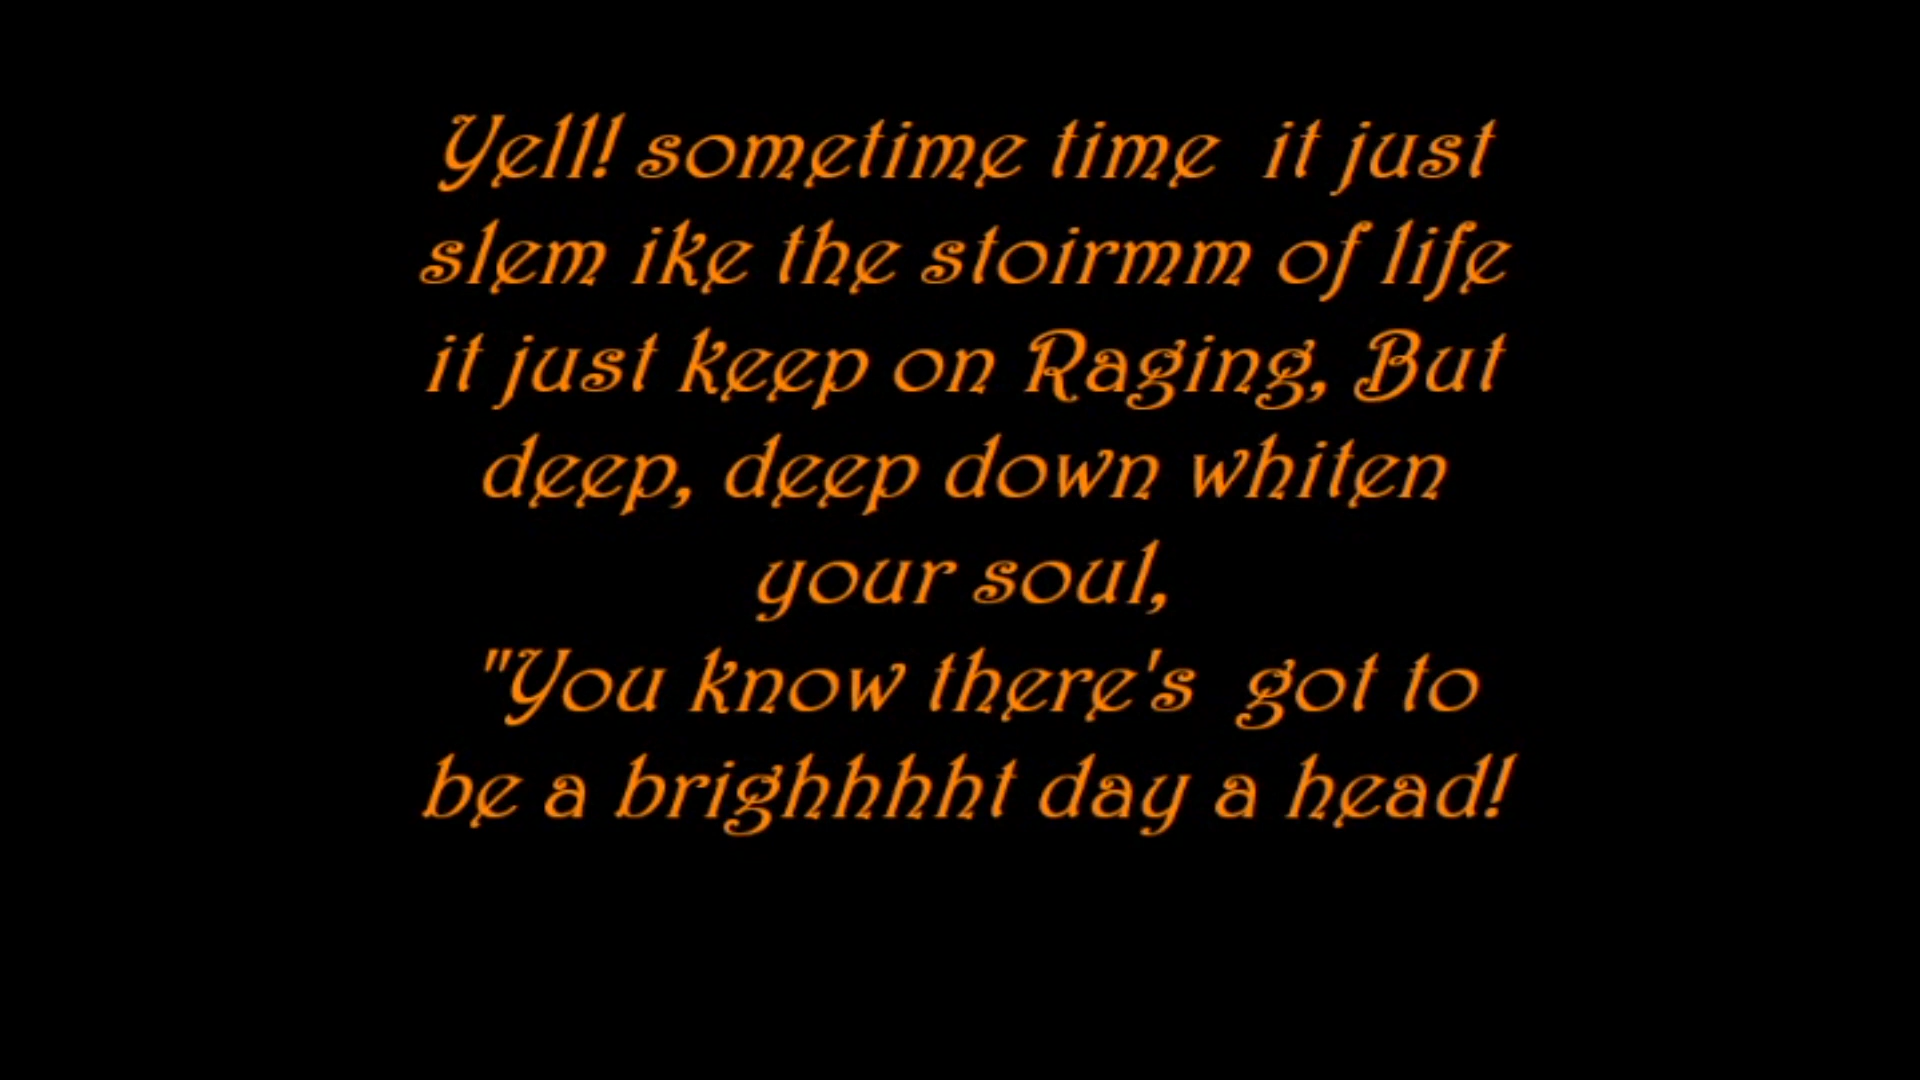 Yell! sometime time  it just
slem ike the stoirmm of life
it just keep on Raging, But
deep, deep down whiten
your soul,
"You know there's  got to
be a brighhhht day a head!